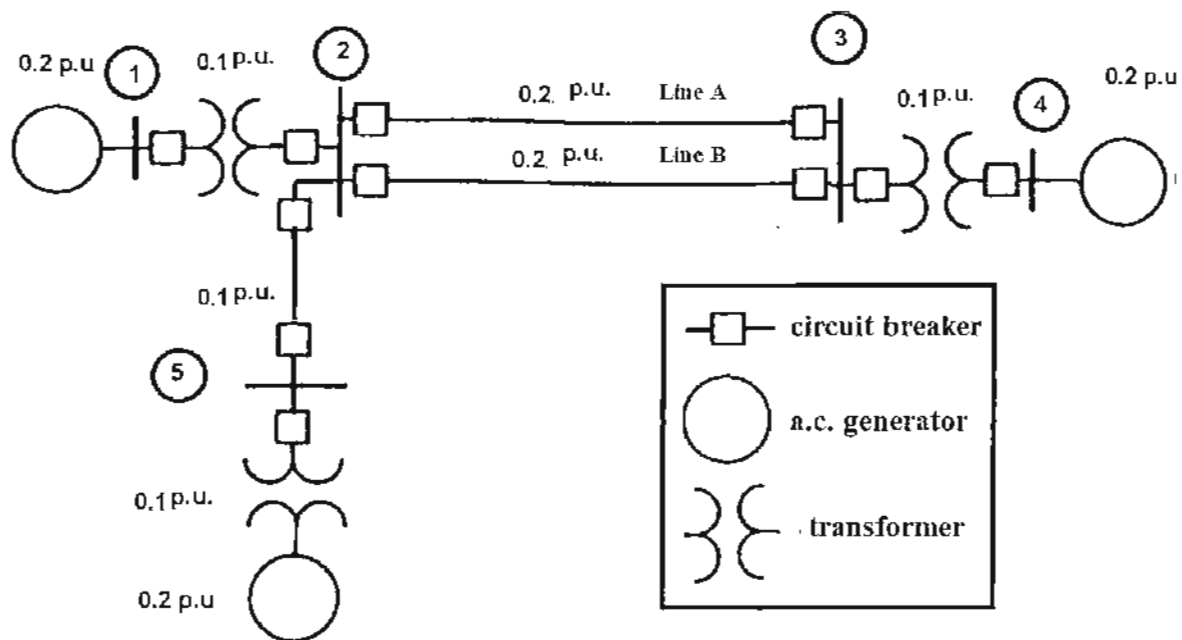 0.2 p.u
1
0.1 p.u.
2
0.2. p.u. Line A
3
0.1 p.u.
4
0.2 p.u
0.2 p.u. Line B
0.1 p.u.
5
0.1 p.u.
0.2 p.u
circuit breaker
a.c. generator
transformer